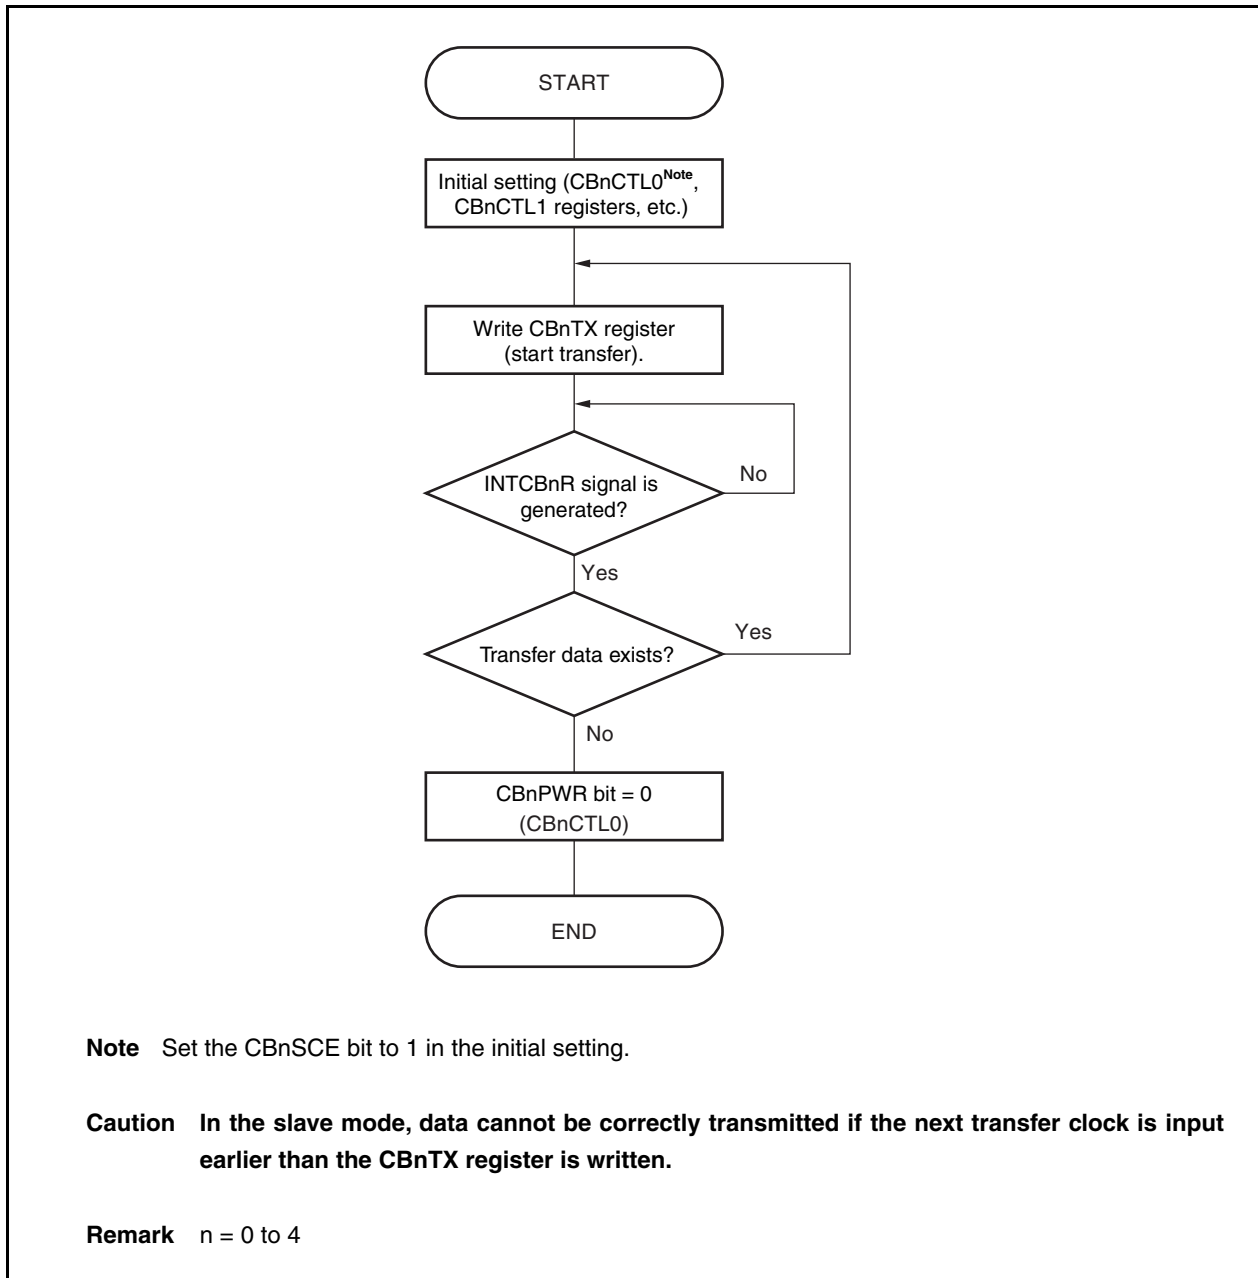 START
Initial setting (CBnCTL0Note,
CBnCTL1 registers, etc.)
Write CBnTX register
(start transfer).
INTCBnR signal is
generated?
No
Yes
Transfer data exists?
Yes
No
CBnPWR bit = 0
(CBnCTL0)
END
Note Set the CBnSCE bit to 1 in the initial setting.
Caution In the slave mode, data cannot be correctly transmitted if the next transfer clock is input
earlier than the CBnTX register is written.
Remark n = 0 to 4